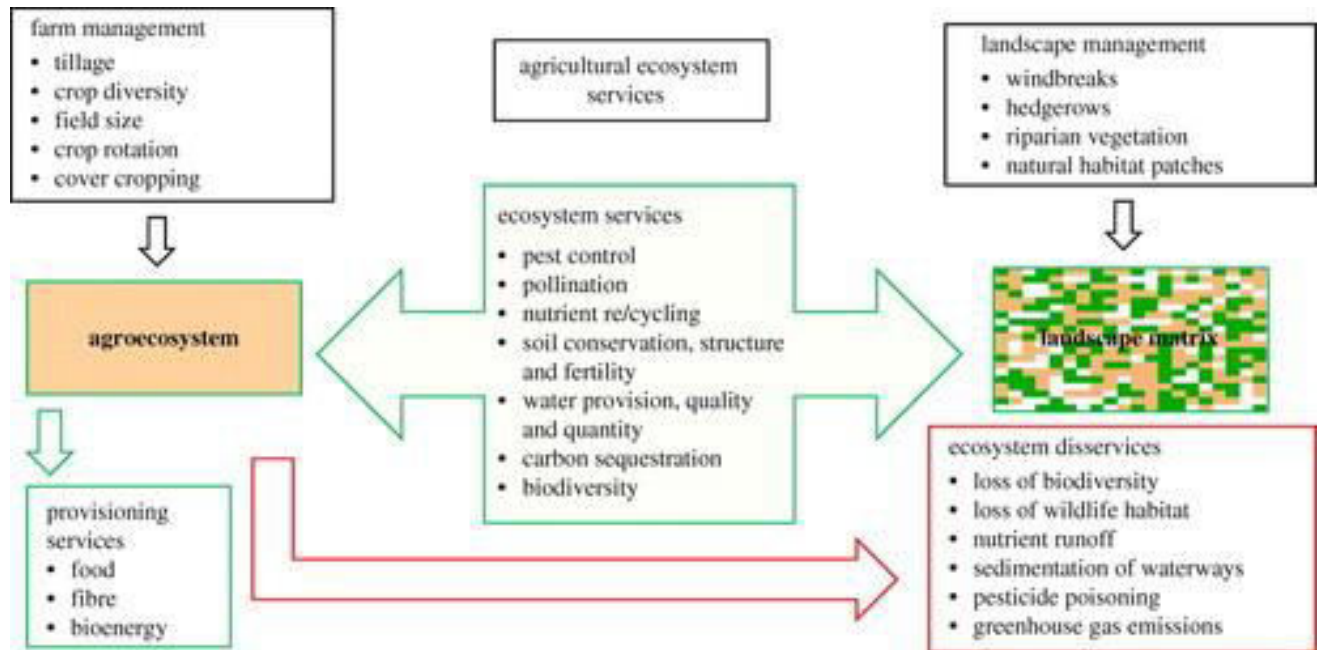 farm management
• tillage
• crop diversity
• field size
• crop rotation
• cover cropping
agricultural ecosystem
services
landscape management
• windbreaks
• hedgerows
• riparian vegetation
• natural habitat patches
agroecosystem
ecosystem services
• pest control
• pollination
• nutrient re/cycling
• soil conservation, structure
and fertility
• water provision, quality
and quantity
• carbon sequestration
• biodiversity
landscape matrix
provisioning
services
• food
• fibre
• bioenergy
ecosystem disservices
• loss of biodiversity
• loss of wildlife habitat
• nutrient runoff
• sedimentation of waterways
• pesticide poisoning
• greenhouse gas emissions